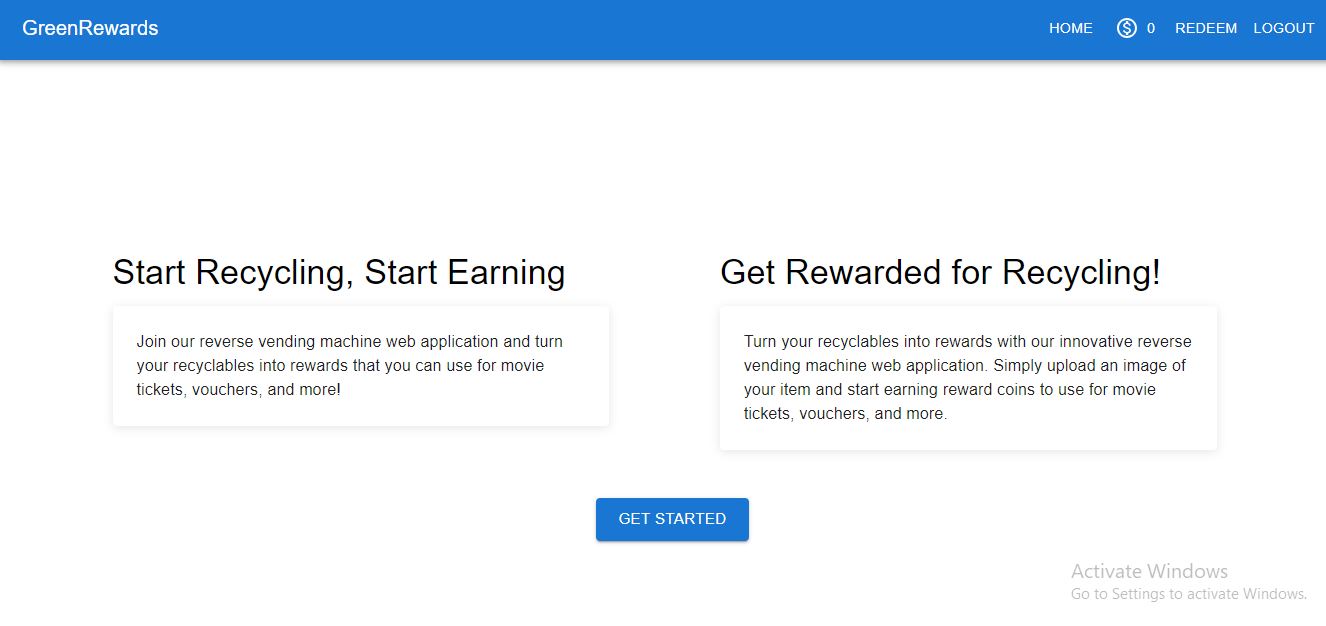 GreenRewards
HOME 0 REDEEM LOGOUT
Start Recycling, Start Earning
Join our reverse vending machine web application and turn
your recyclables into rewards that you can use for movie
tickets, vouchers, and more!
Get Rewarded for Recycling!
Turn your recyclables into rewards with our innovative reverse
vending machine web application. Simply upload an image of
your item and start earning reward coins to use for movie
tickets, vouchers, and more.
GET STARTED
Activate Windows
Go to Settings to activate Windows.